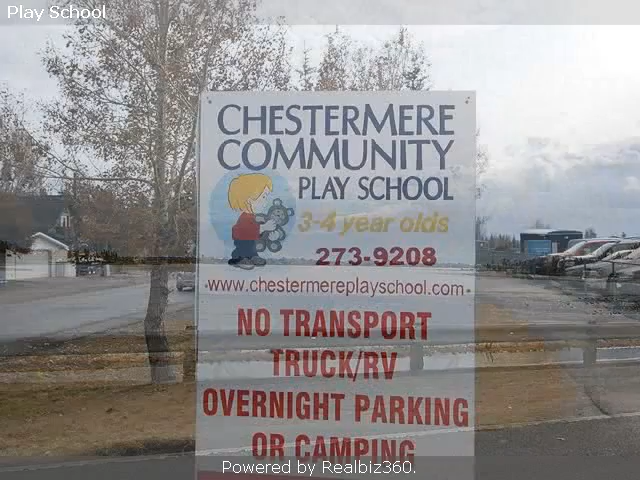 Play School
CHESTERMERE
COMMUNITY
PLAY SCHOOL
3-4 year olds
273-9208
www.chestermereplayschool.com
NO TRANSPORT
TRUCK/RV
OVERNIGHT PARKING
OR CAMPING
Powered by Realbiz360.